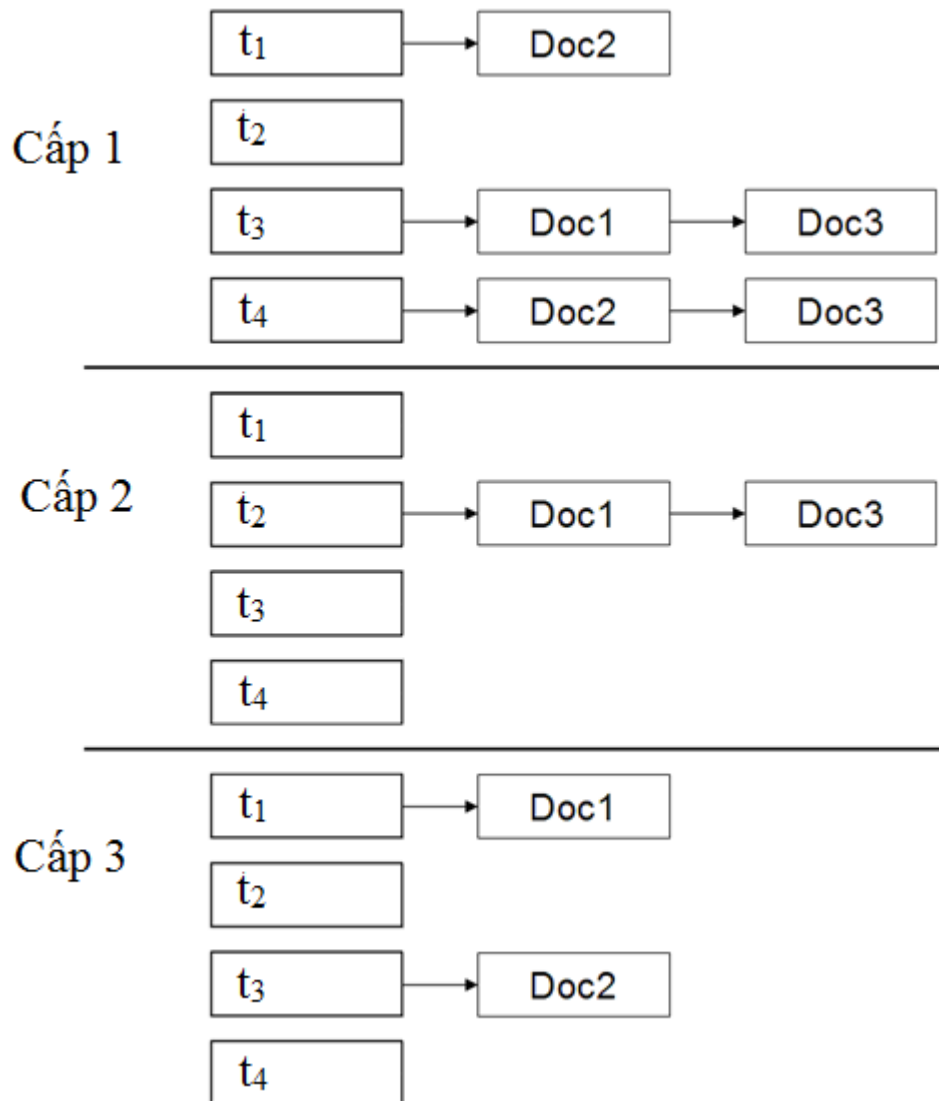 t₁ Doc2
Cấp 1
t₂
t₃ Doc1 Doc3
t₄ Doc2 Doc3
t₁
Cấp 2
t₂ Doc1 Doc3
t₃
t₄
t₁ Doc1
Cấp 3
t₂
t₃ Doc2
t₄